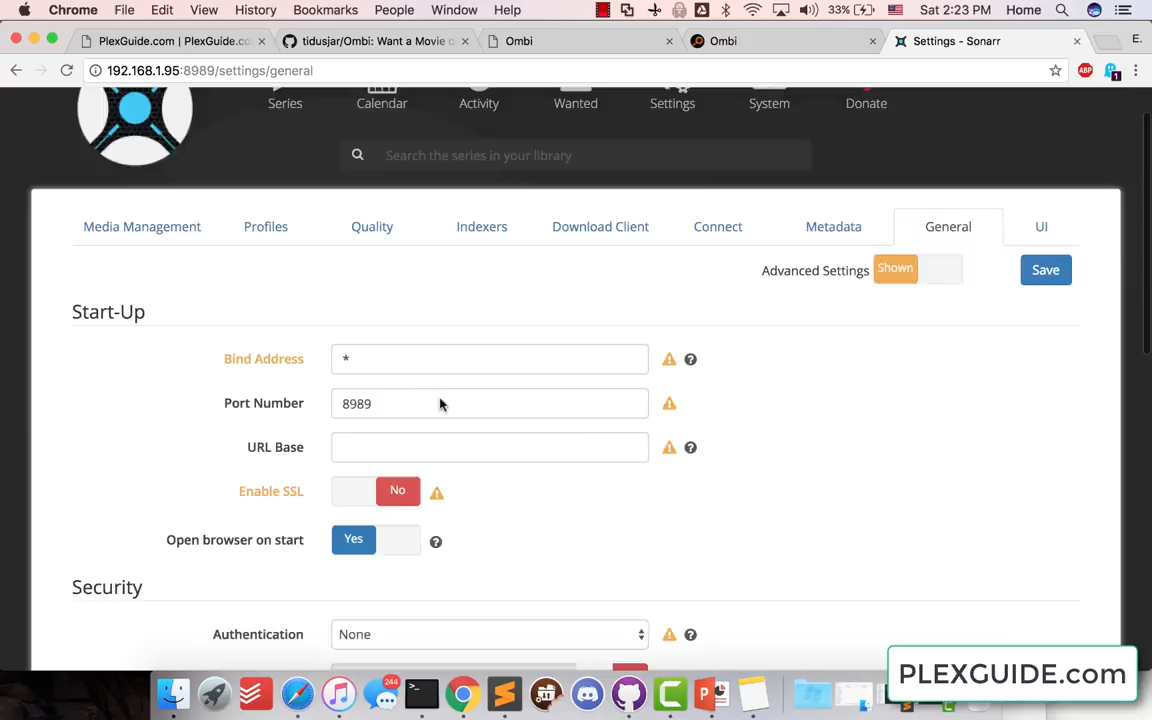 Chrome File Edit View History Bookmarks People Window Help 33% Sat 2:23 PM Home
PlexGuide.com | PlexGuide.co tidusjar/Ombi: Want a Movie o Ombi Ombi Settings - Sonarr E.
192.168.1.95:8989/settings/general ABP 1
Series Calendar Activity Wanted Settings System Donate
Search the series in your library
Media Management Profiles Quality Indexers Download Client Connect Metadata General UI
Advanced Settings Shown Save
Start-Up
Bind Address *
Port Number 8989
URL Base
Enable SSL No
Open browser on start Yes
Security
Authentication None
244
PLEXGUIDE.com